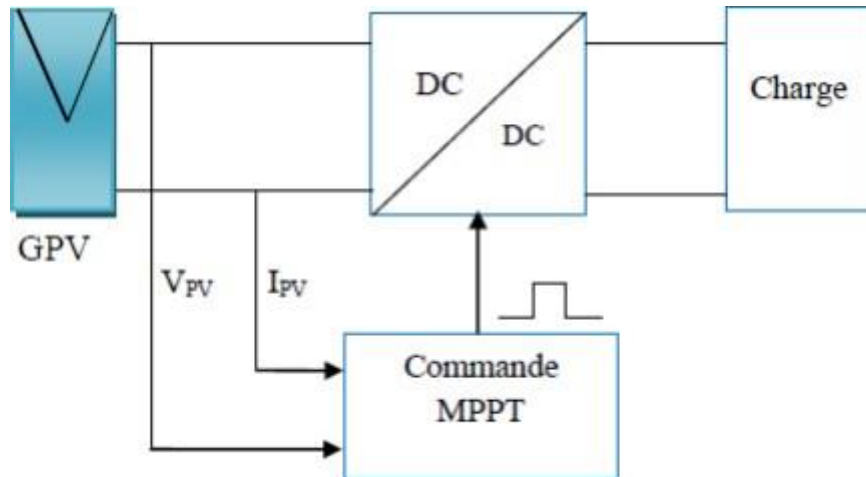 DC
DC
Charge
GPV
VPV
IPV
Commande
MPPT